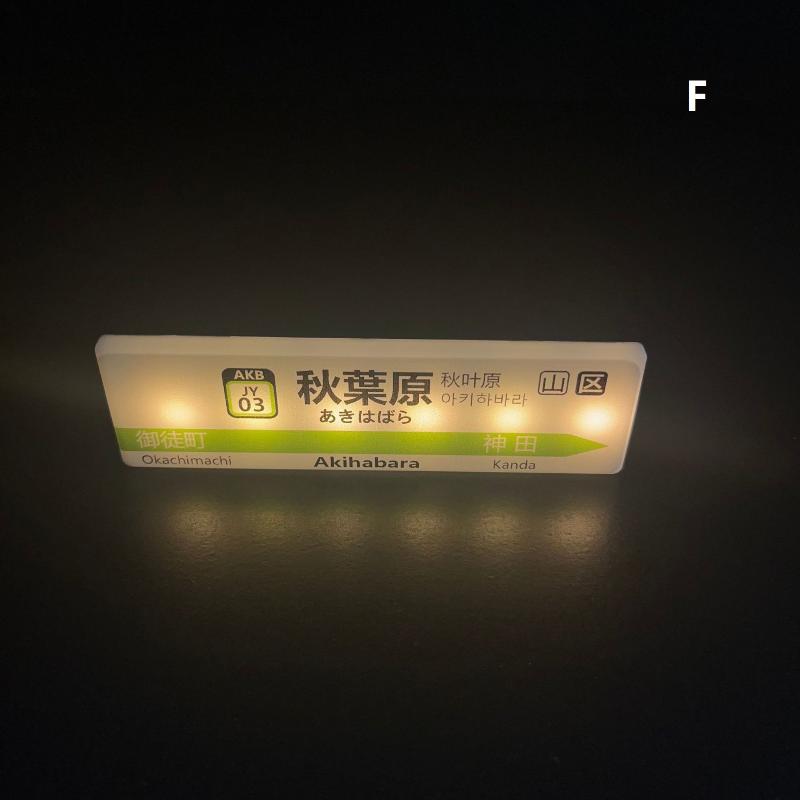 F
AKB
JY
03
秋葉原
あきはばら
秋叶原
아키하바라
山 区
御徒町 神田
Okachimachi Akihabara Kanda